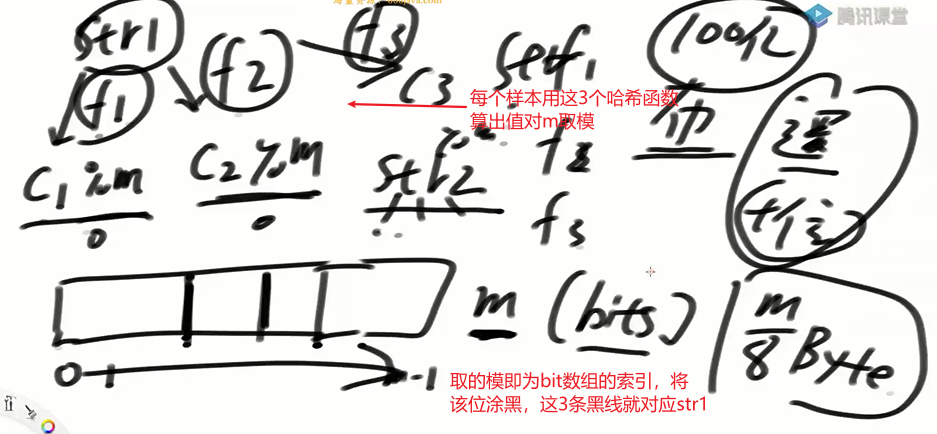 腾讯课堂
str1
f1
f2
f3
C3
set f1
100亿
每个样本用这3个哈希函数
算出值对m取模
C1 %m
C2 %m
str2
f2
f3
0
0
m (bits)
m
8 Byte
0 1
m-1
取的模即为bit数组的索引，将
该位涂黑，这3条黑线就对应str1